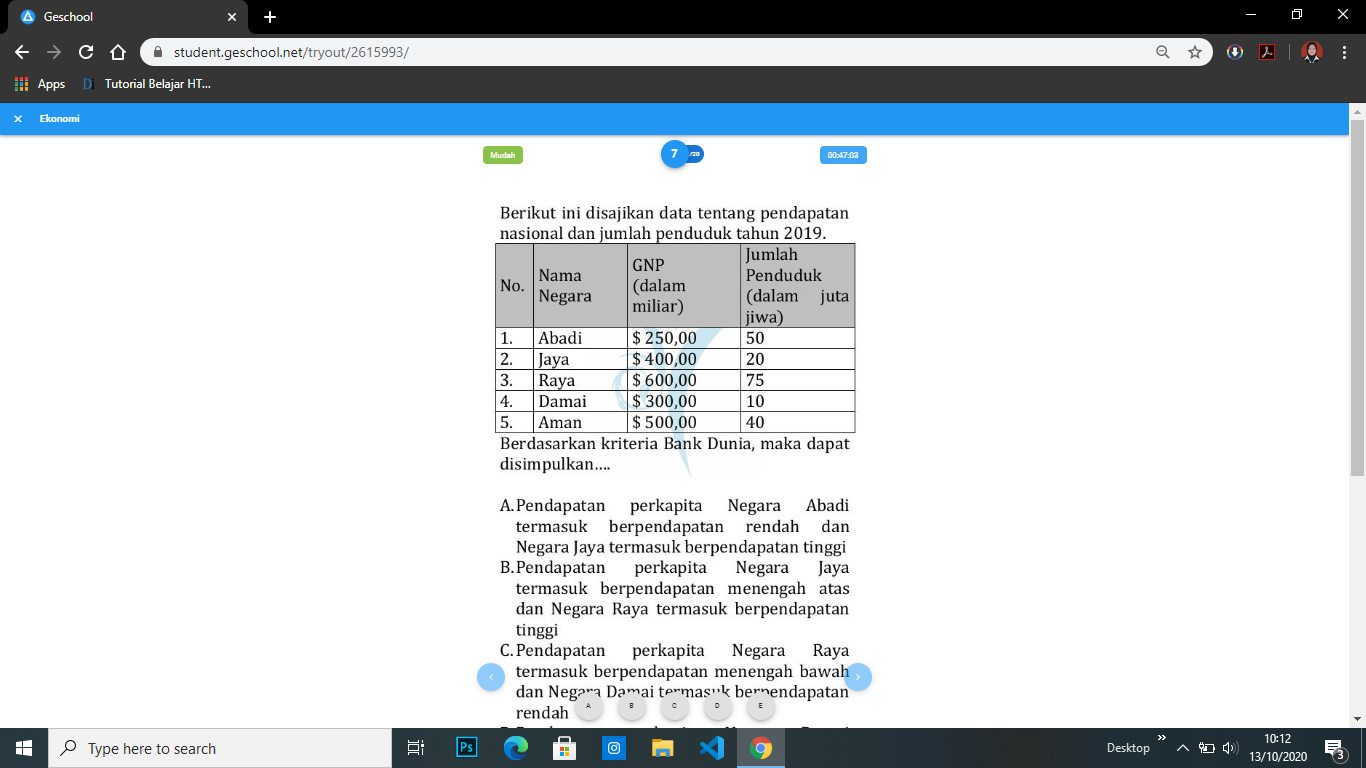 Geschool
student.geschool.net/tryout/2615993/
Apps
Tutorial Belajar HT...
Ekonomi
Mudah
7 /20
00:47:03
Berikut ini disajikan data tentang pendapatan
nasional dan jumlah penduduk tahun 2019.
No. Nama Negara GNP (dalam miliar) Jumlah Penduduk (dalam juta jiwa)
1. Abadi $ 250,00 50
2. Jaya $ 400,00 20
3. Raya $ 600,00 75
4. Damai $ 300,00 10
5. Aman $ 500,00 40
Berdasarkan kriteria Bank Dunia, maka dapat
disimpulkan....
A. Pendapatan perkapita Negara Abadi
termasuk berpendapatan rendah dan
Negara Jaya termasuk berpendapatan tinggi
B. Pendapatan perkapita Negara Jaya
termasuk berpendapatan menengah atas
dan Negara Raya termasuk berpendapatan
tinggi
C. Pendapatan perkapita Negara Raya
termasuk berpendapatan menengah bawah
dan Negara Damai termasuk berpendapatan
rendah
A B C D E
Type here to search
Ps
Desktop
10:12
13/10/2020
3